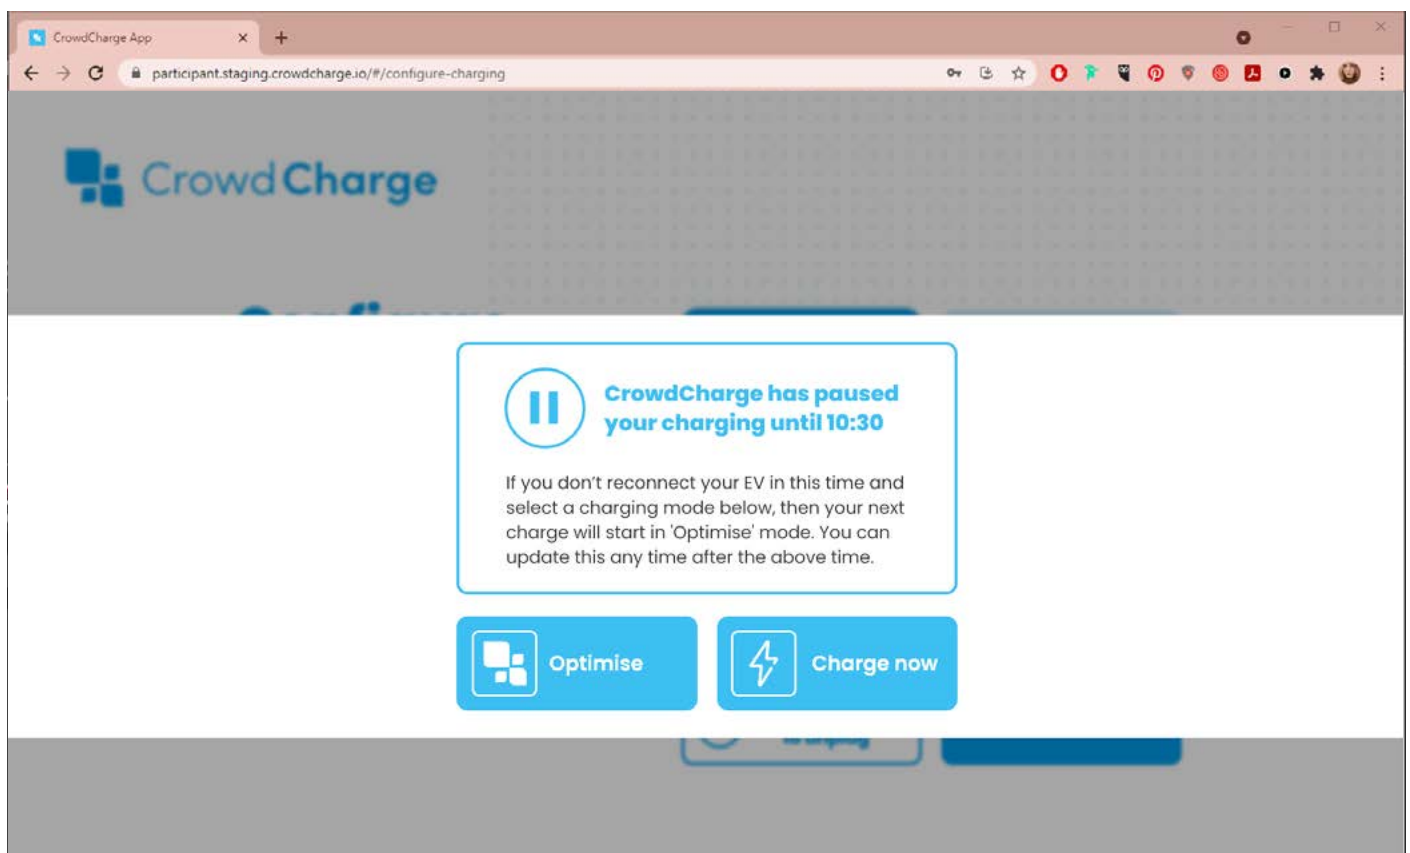 CrowdCharge App
participant.staging.crowdcharge.io/#/configure-charging
Crowd Charge
CrowdCharge has paused
your charging until 10:30
If you don't reconnect your EV in this time and
select a charging mode below, then your next
charge will start in 'Optimise' mode. You can
update this any time after the above time.
Optimise
Charge now